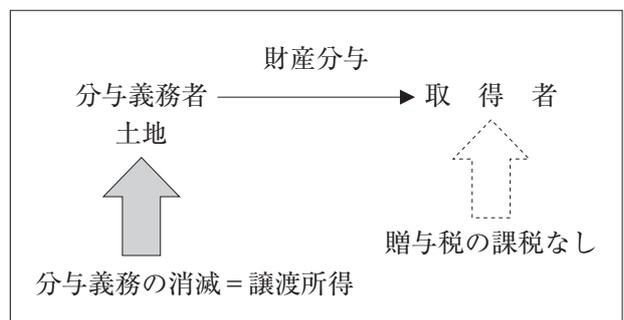 財産分与
分与義務者 取得者
土地
贈与税の課税なし
分与義務の消滅＝譲渡所得